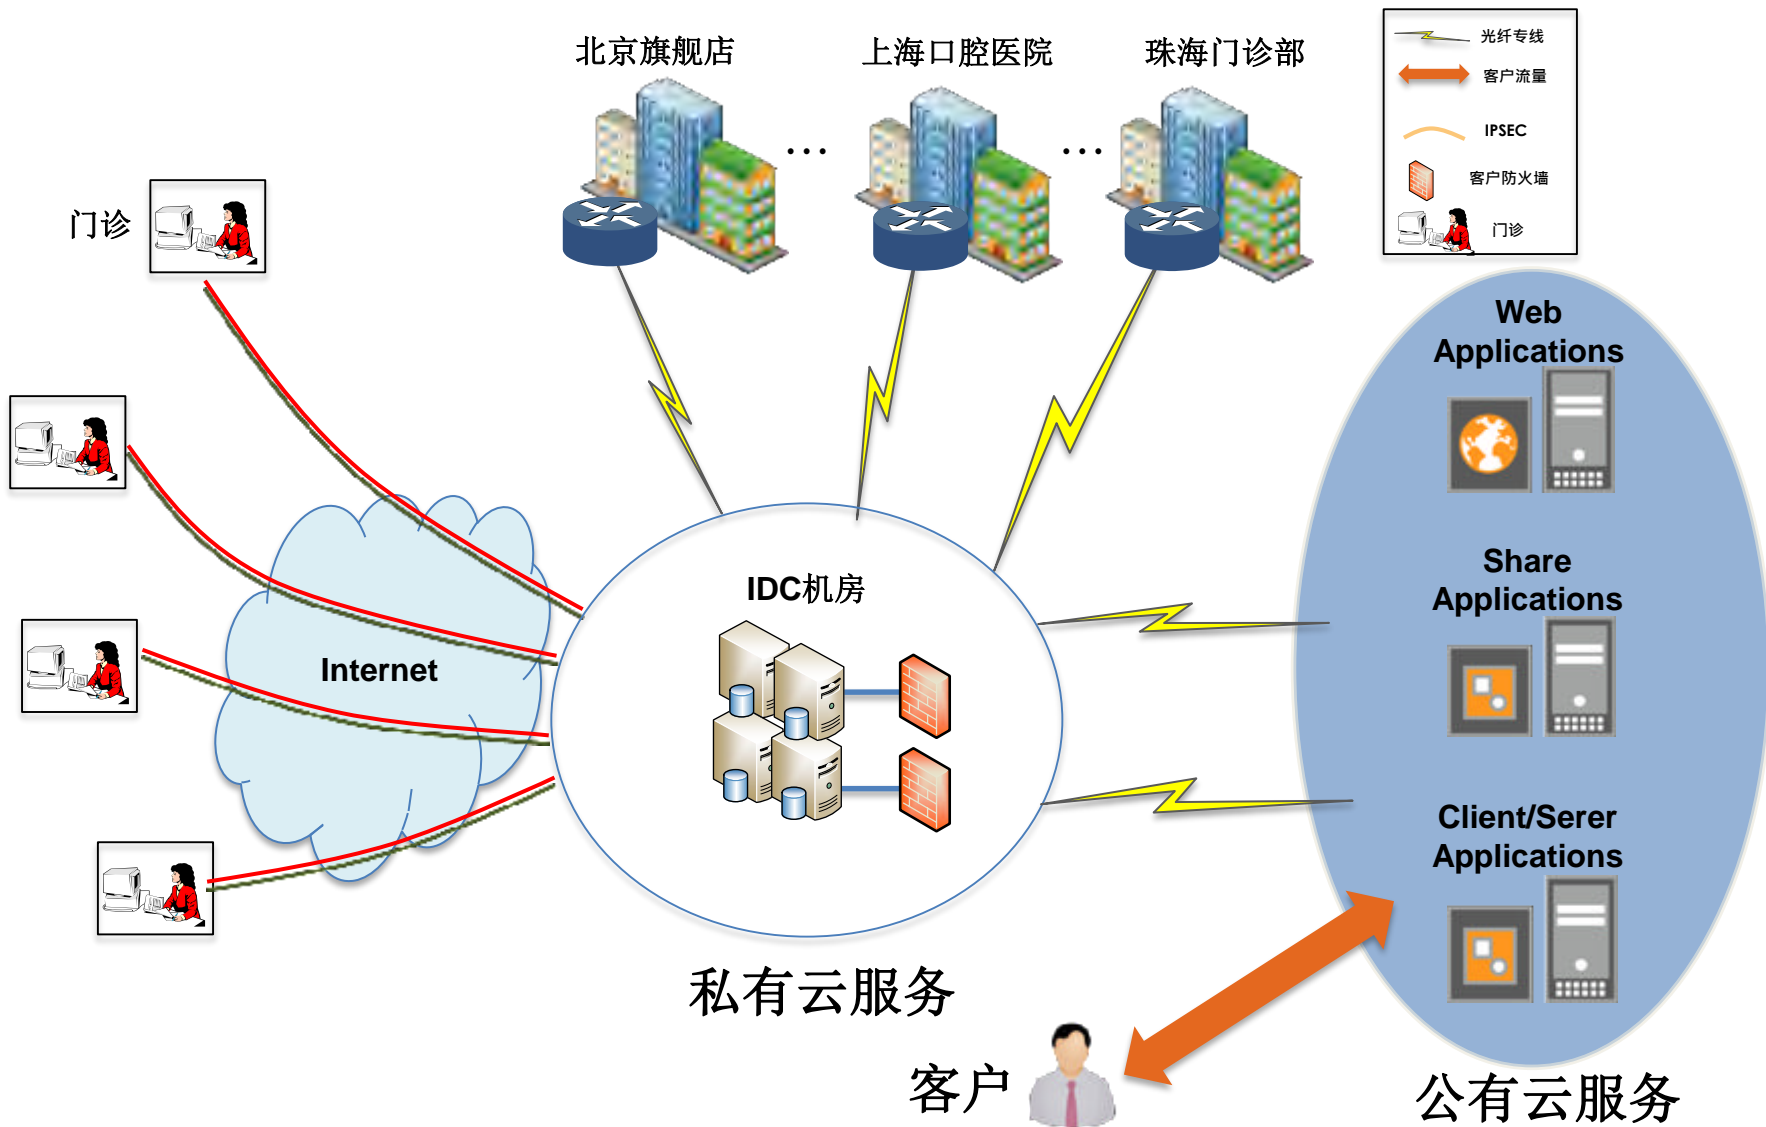 北京旗舰店
上海口腔医院
珠海门诊部
…
…
光纤专线
客户流量
IPSEC
客户防火墙
门诊
门诊
Web
Applications
Share
Applications
Client/Serer
Applications
IDC机房
Internet
私有云服务
客户
公有云服务